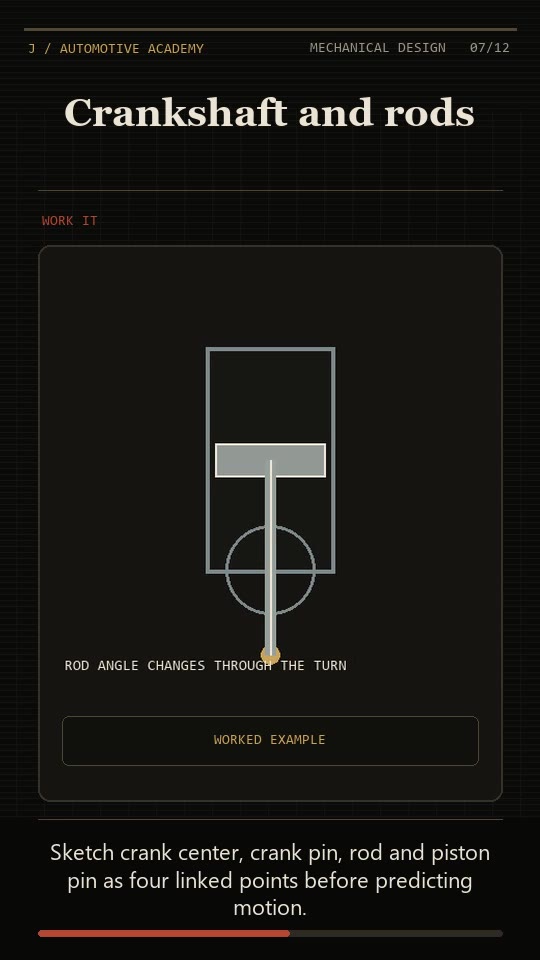 J / AUTOMOTIVE ACADEMY
MECHANICAL DESIGN 07/12
Crankshaft and rods
WORK IT
ROD ANGLE CHANGES THROUGH THE TURN
WORKED EXAMPLE
Sketch crank center, crank pin, rod and piston
pin as four linked points before predicting
motion.